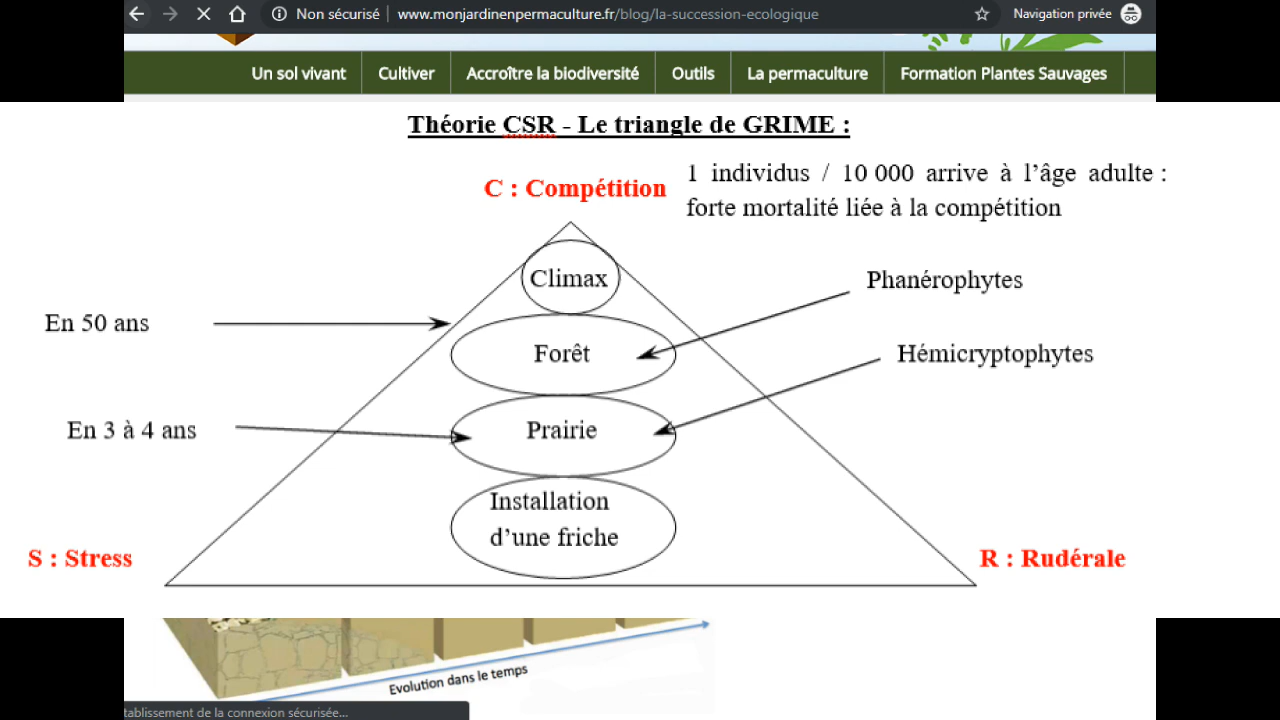 Non sécurisé | www.monjardinenpermaculture.fr/blog/la-succession-ecologique
Navigation privée
Un sol vivant
Cultiver
Accroître la biodiversité
Outils
La permaculture
Formation Plantes Sauvages
Théorie CSR - Le triangle de GRIME :
C : Compétition
1 individus / 10 000 arrive à l'âge adulte :
forte mortalité liée à la compétition
Climax
Phanérophytes
En 50 ans
Forêt
Hémicryptophytes
En 3 à 4 ans
Prairie
Installation
d'une friche
S : Stress
R : Rudérale
Evolution dans le temps
tablissement de la connexion sécurisée...